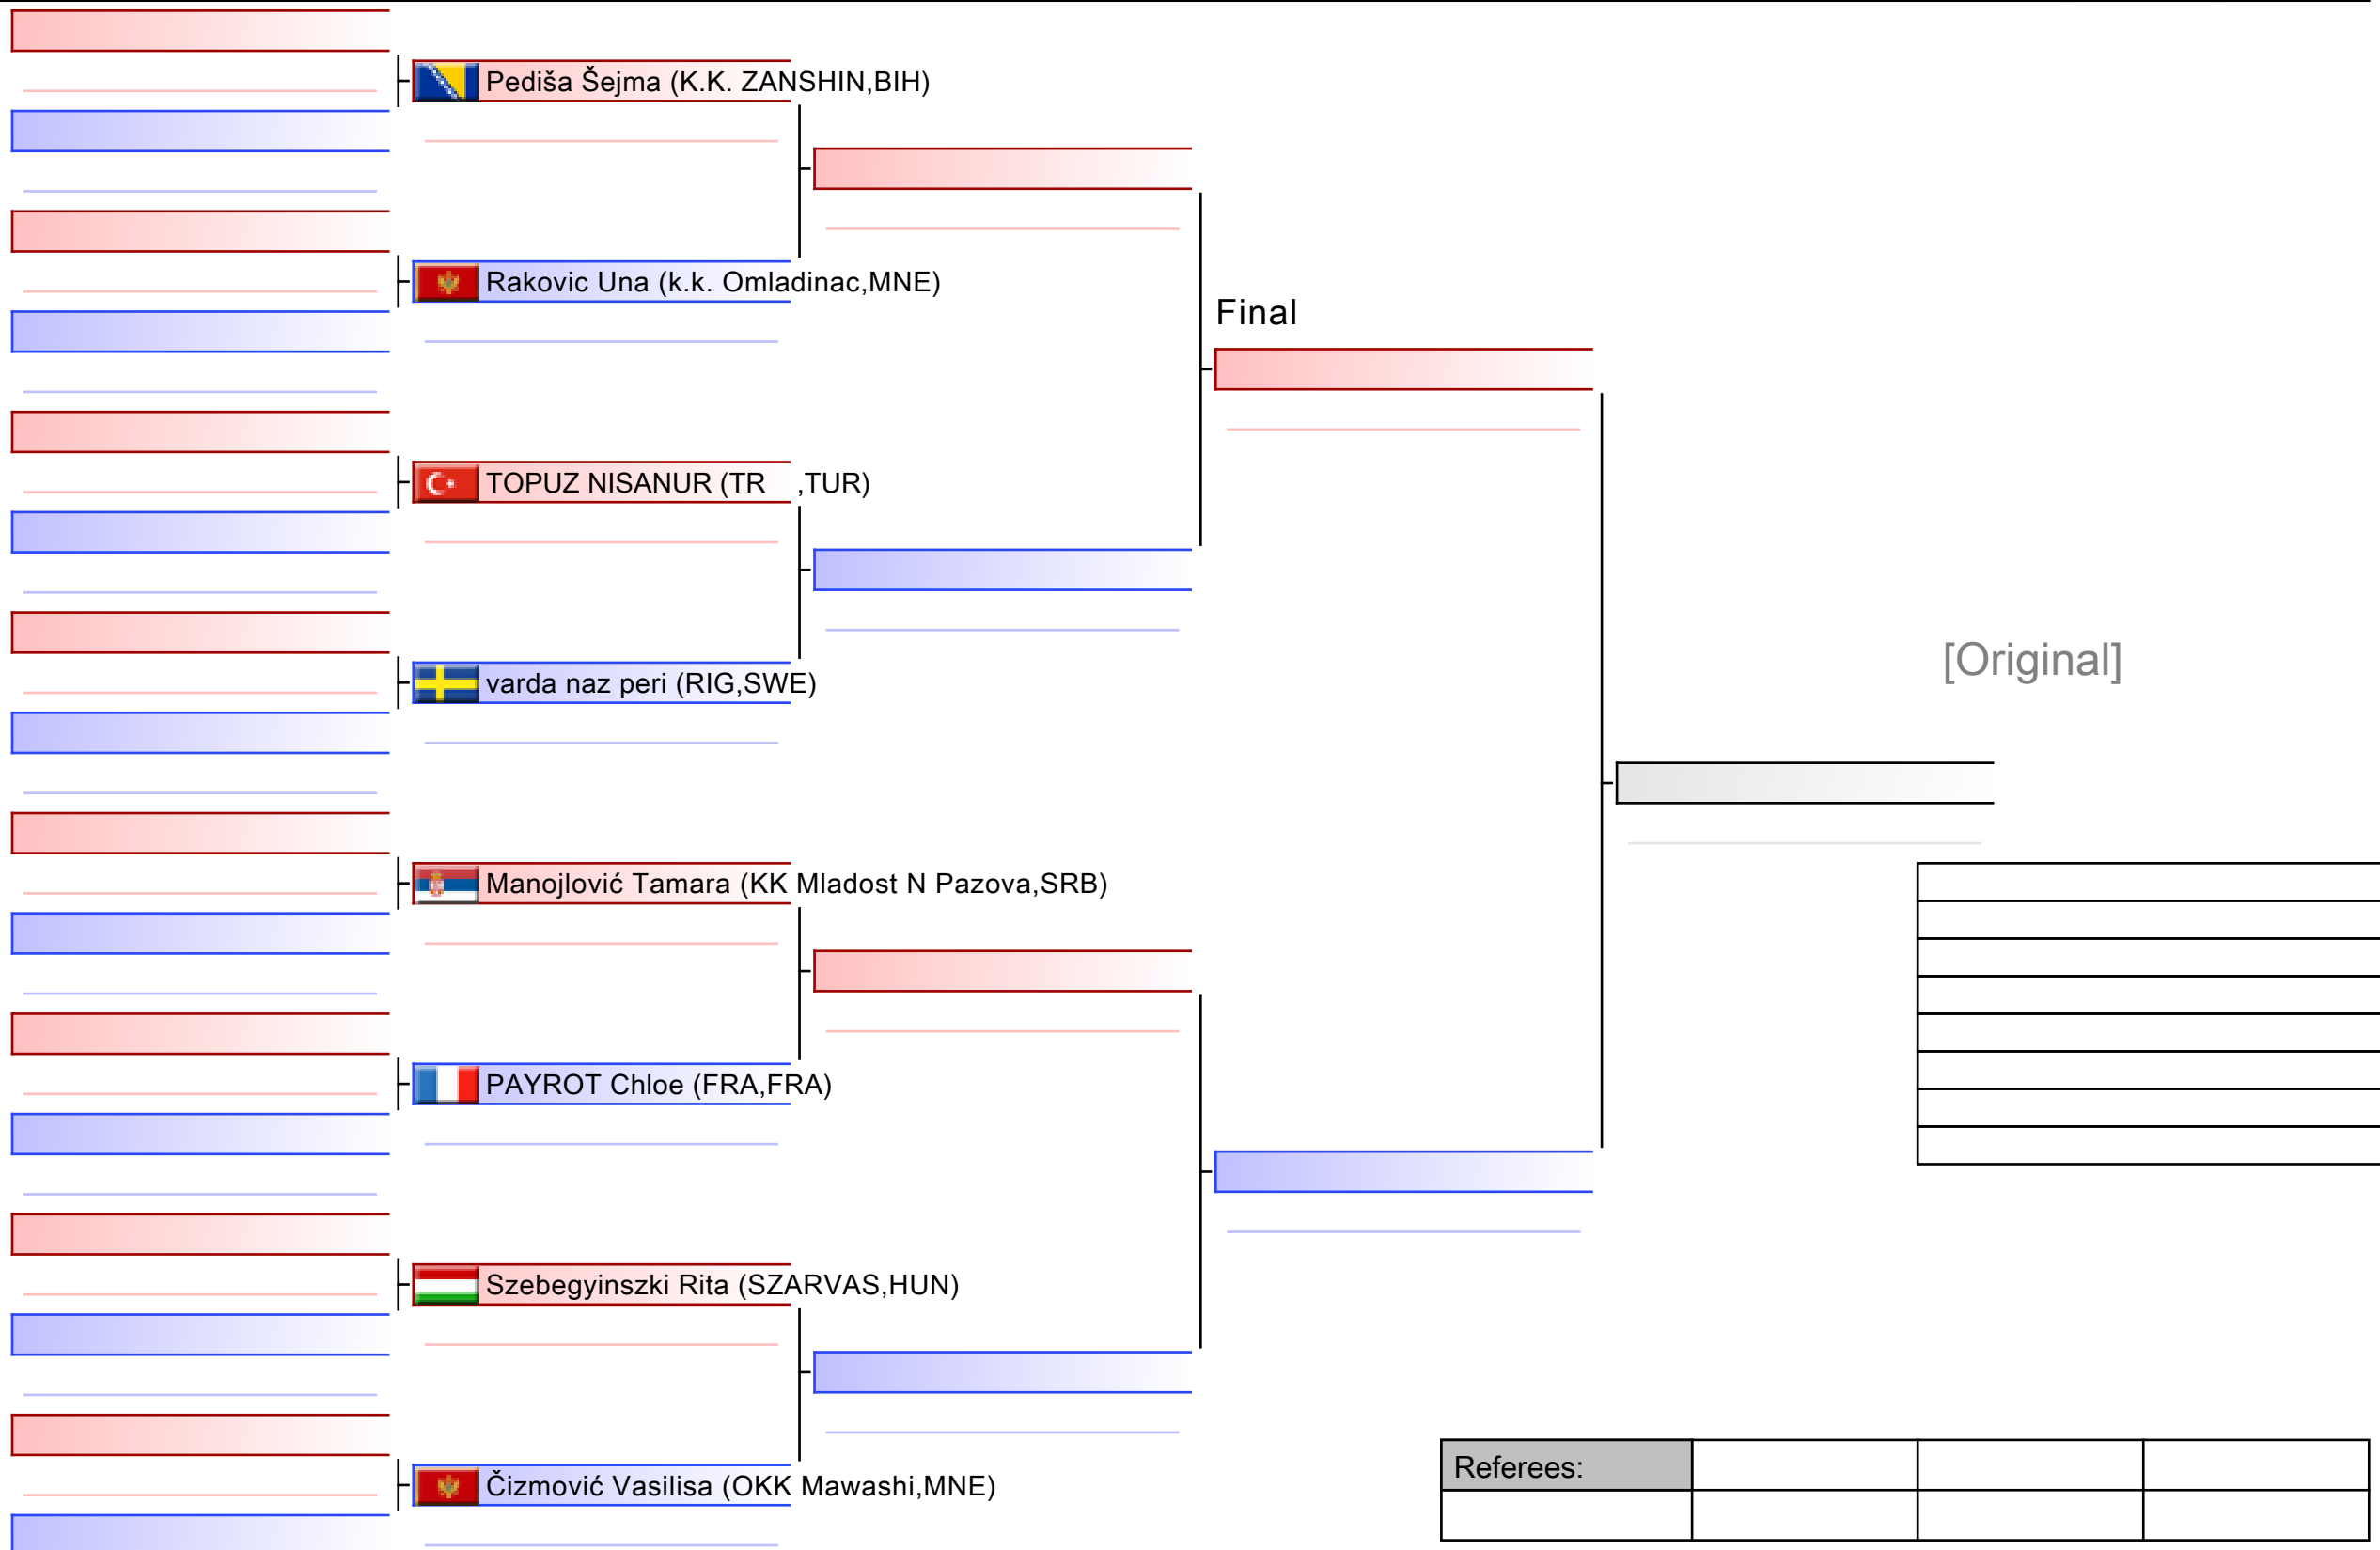 Pediša Šejma (K.K. ZANSHIN,BIH)
Rakovic Una (k.k. Omladinac,MNE)
Final
TOPUZ NISANUR (TR ,TUR)
[Original]
varda naz peri (RIG,SWE)
Manojlović Tamara (KK Mladost N Pazova,SRB)
PAYROT Chloe (FRA,FRA)
Szebegyinszki Rita (SZARVAS,HUN)
Referees:
Čizmović Vasilisa (OKK Mawashi,MNE)